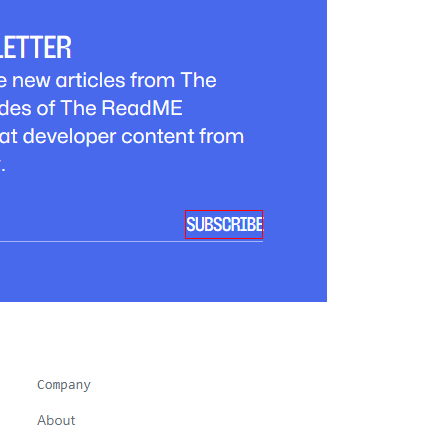 LETTER
e new articles from The
des of The ReadME
at developer content from
.
SUBSCRIBE
Company
About